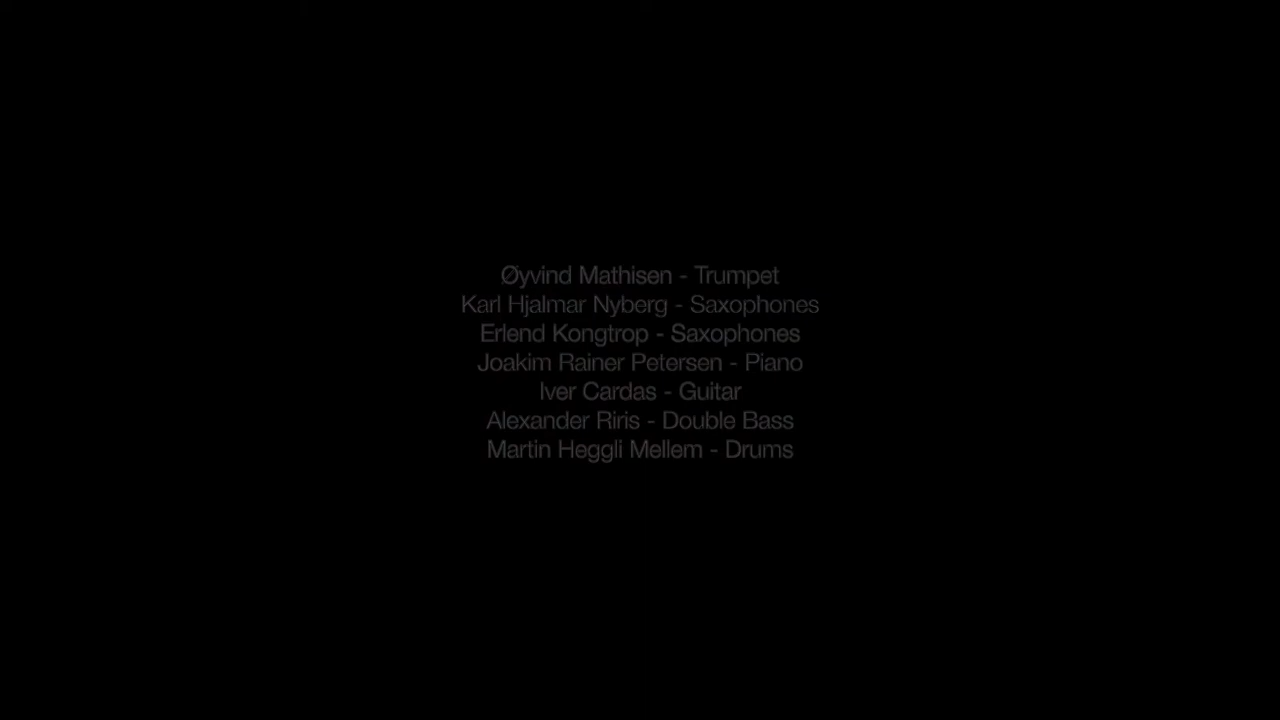 Øyvind Mathisen - Trumpet
Karl Hjalmar Nyberg - Saxophones
Erlend Kongtrop - Saxophones
Joakim Rainer Petersen - Piano
Iver Cardas - Guitar
Alexander Riris - Double Bass
Martin Heggli Mellem - Drums